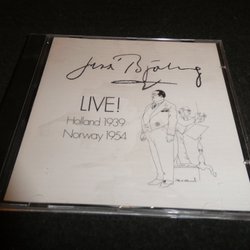 Jussi Björling
LIVE!
Holland 1939
Norway 1954